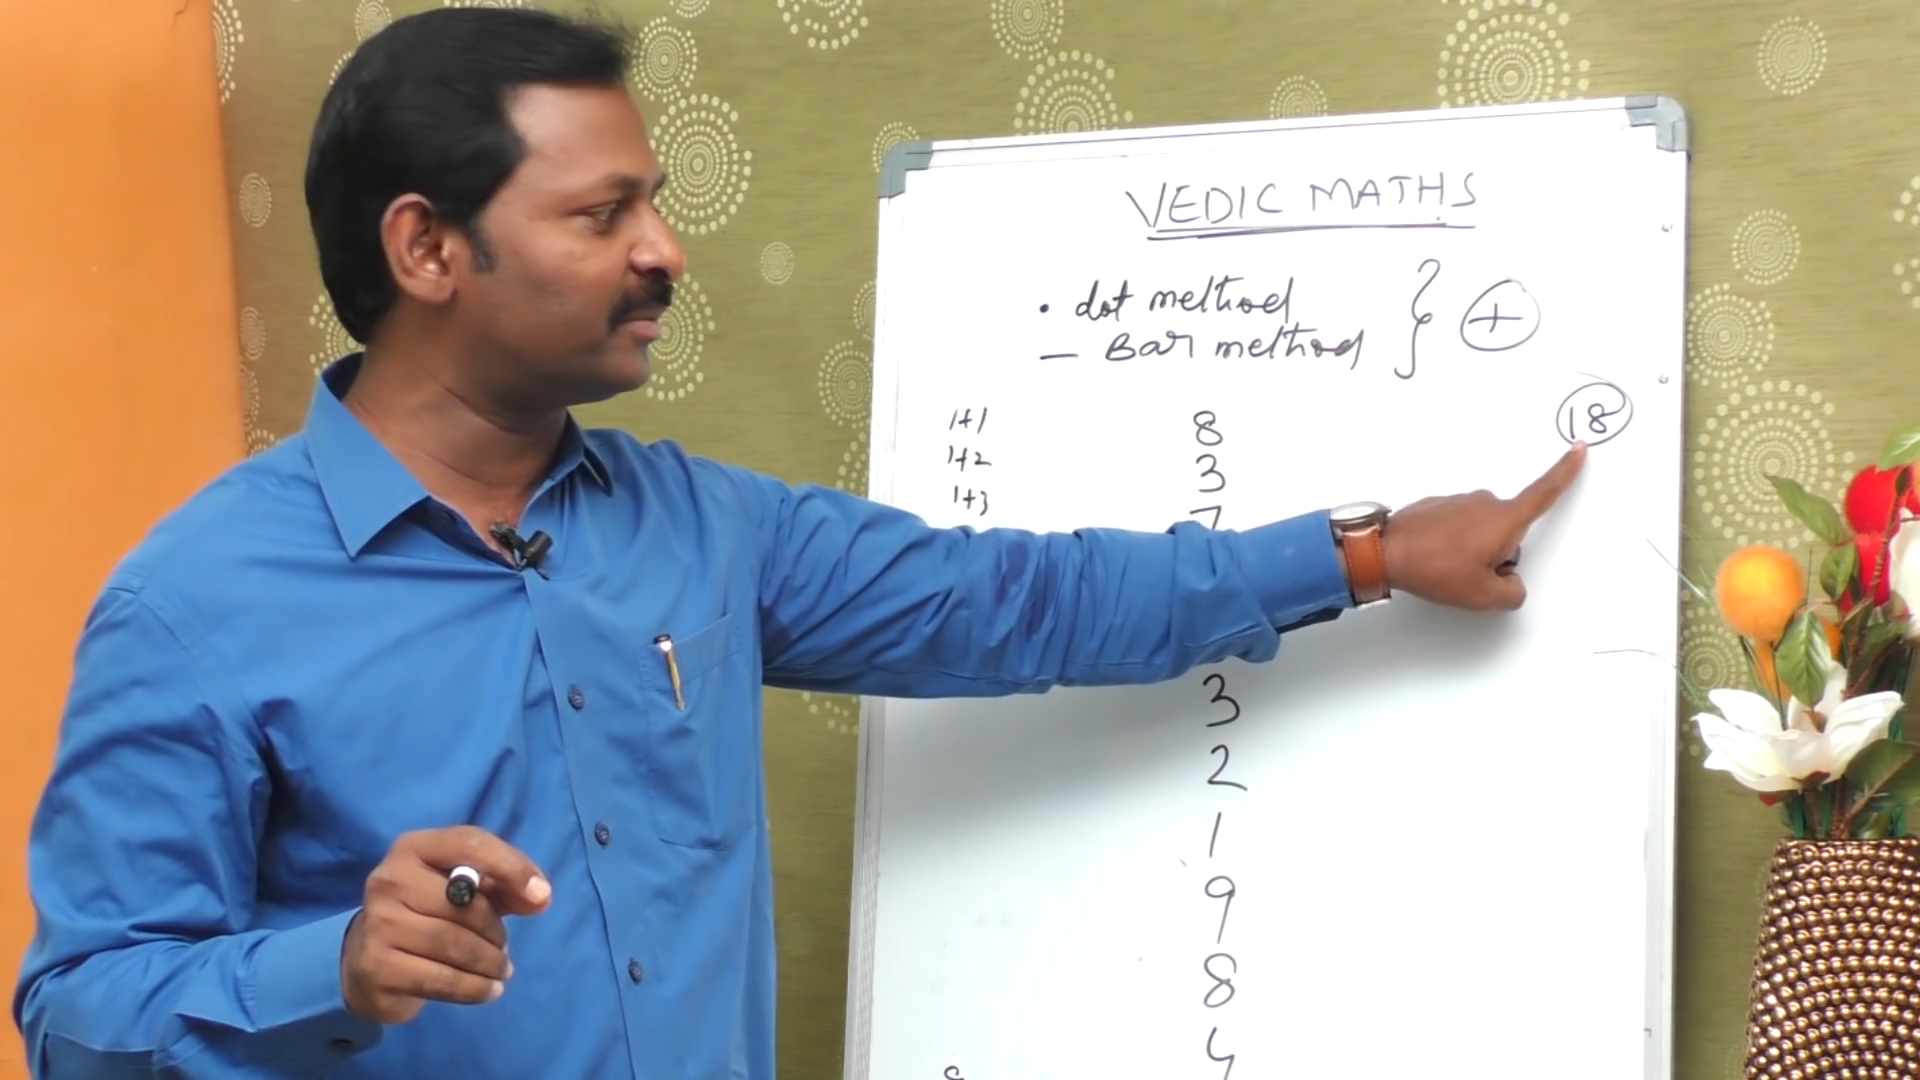 VEDIC MATHS
• dot method } +
— Bar method
1+1 8 18
1+2 3
1+3 7
3
2
1
9
8
4